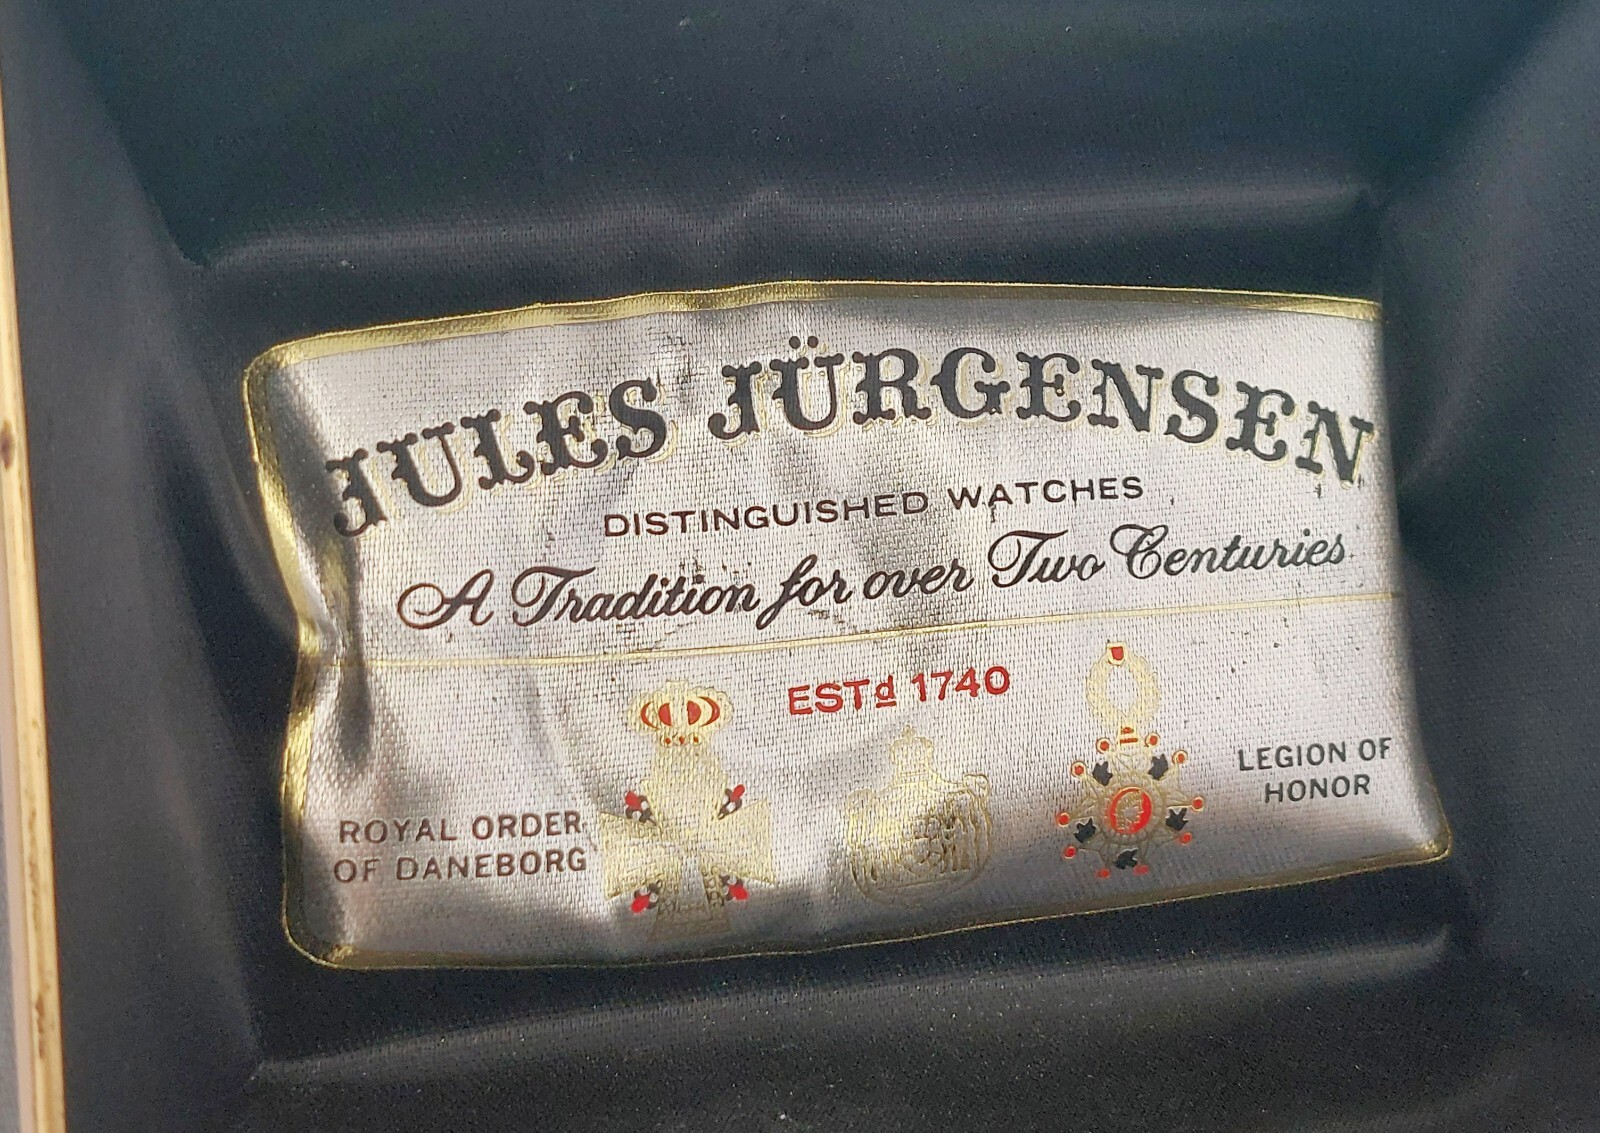 JULES JÜRGENSEN
DISTINGUISHED WATCHES
A Tradition for over Two Centuries
ESTd 1740
ROYAL ORDER
OF DANEBORG
LEGION OF
HONOR